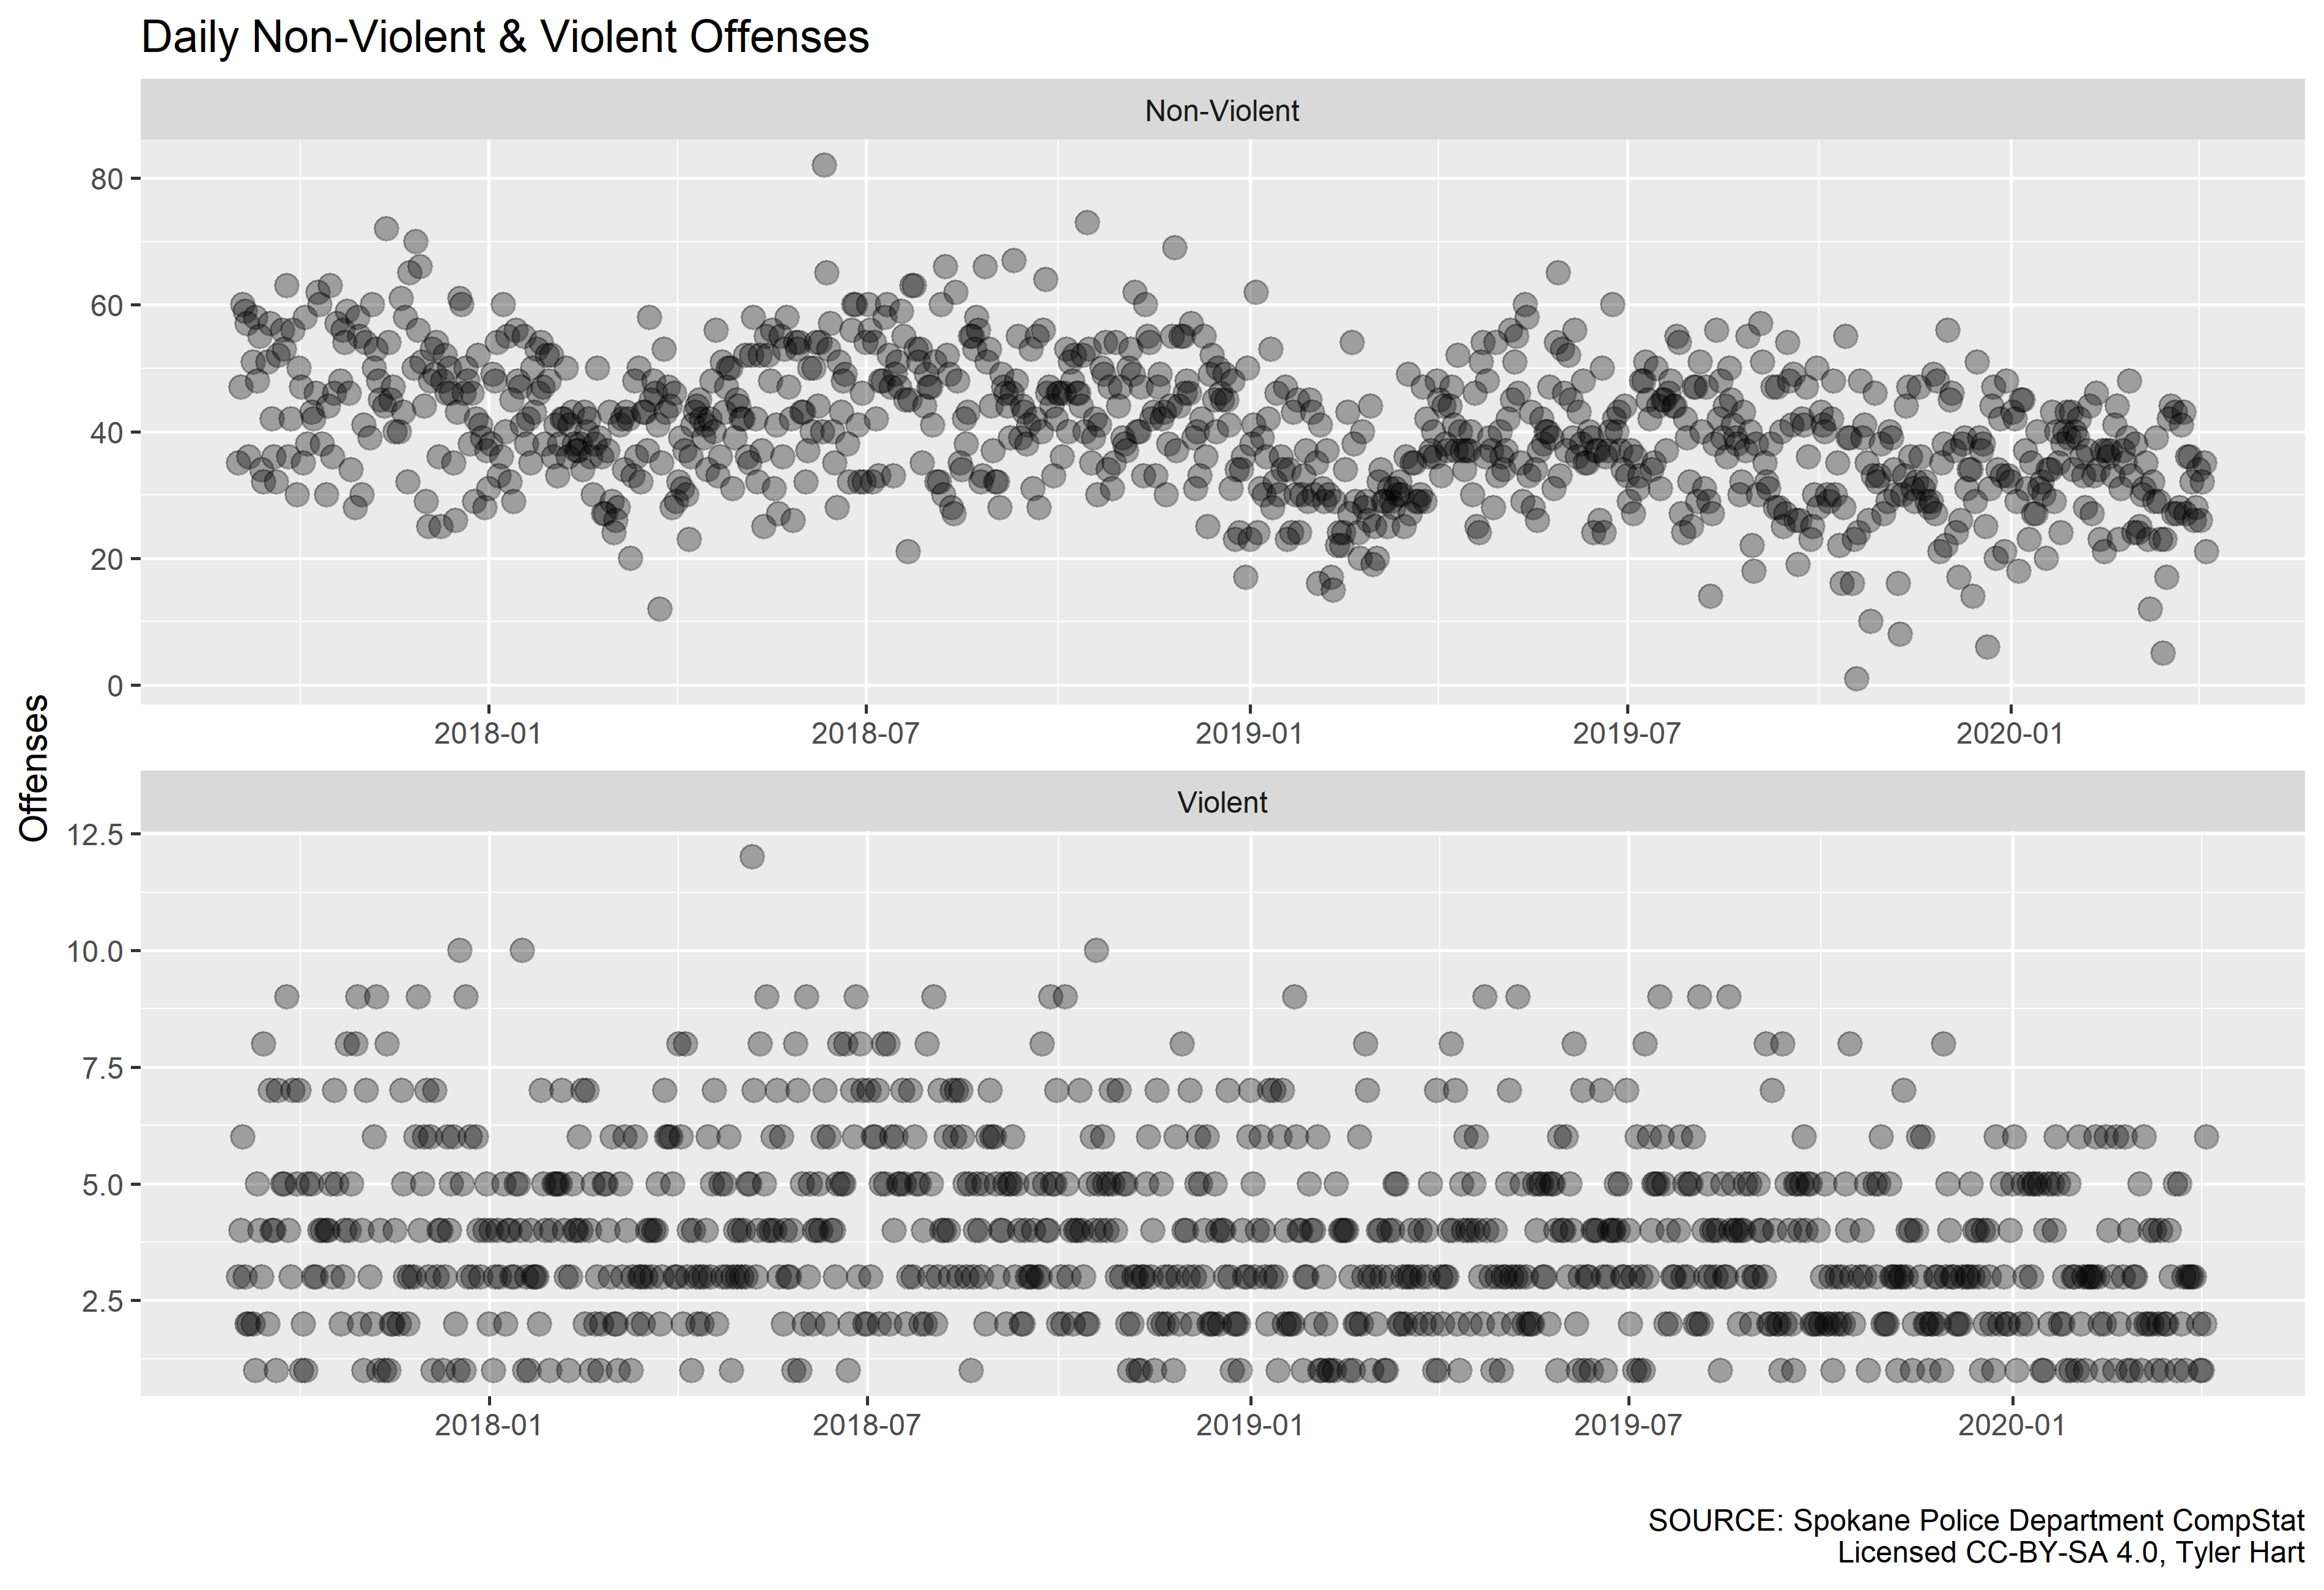 Daily Non-Violent & Violent Offenses
Non-Violent
80
60
40
20
0
2018-01 2018-07 2019-01 2019-07 2020-01
Offenses
Violent
12.5
10.0
7.5
5.0
2.5
2018-01 2018-07 2019-01 2019-07 2020-01
SOURCE: Spokane Police Department CompStat
Licensed CC-BY-SA 4.0, Tyler Hart